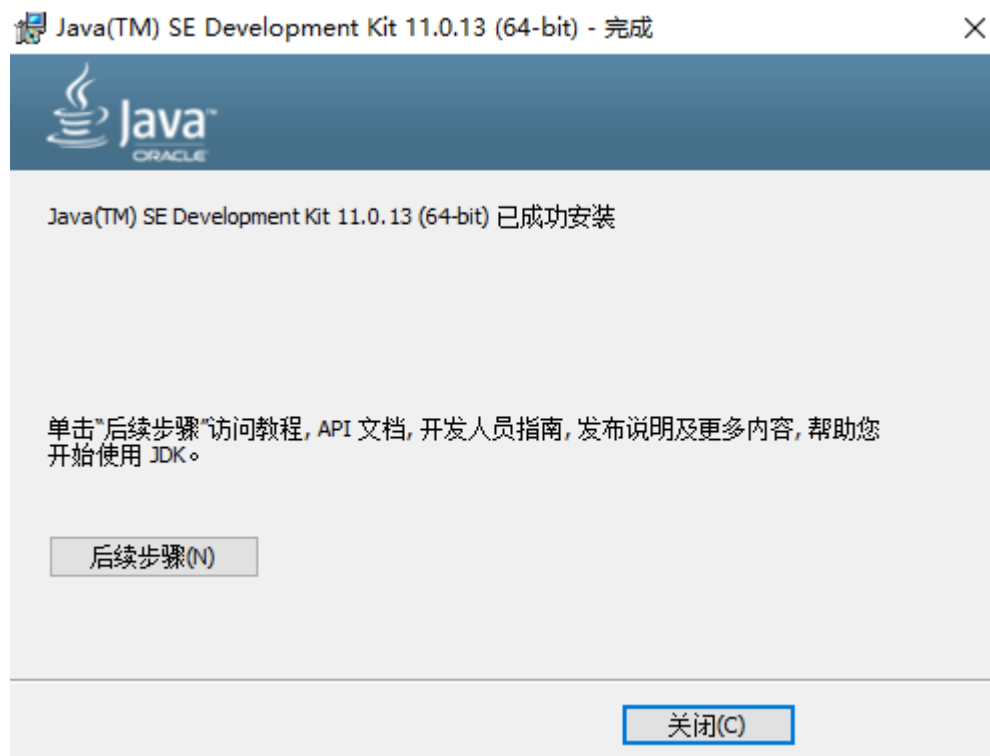 Java(TM) SE Development Kit 11.0.13 (64-bit) - 完成
Java™
ORACLE
Java(TM) SE Development Kit 11.0.13 (64-bit) 已成功安装
单击"后续步骤"访问教程, API 文档, 开发人员指南, 发布说明及更多内容, 帮助您
开始使用 JDK。
后续步骤(N)
关闭(C)